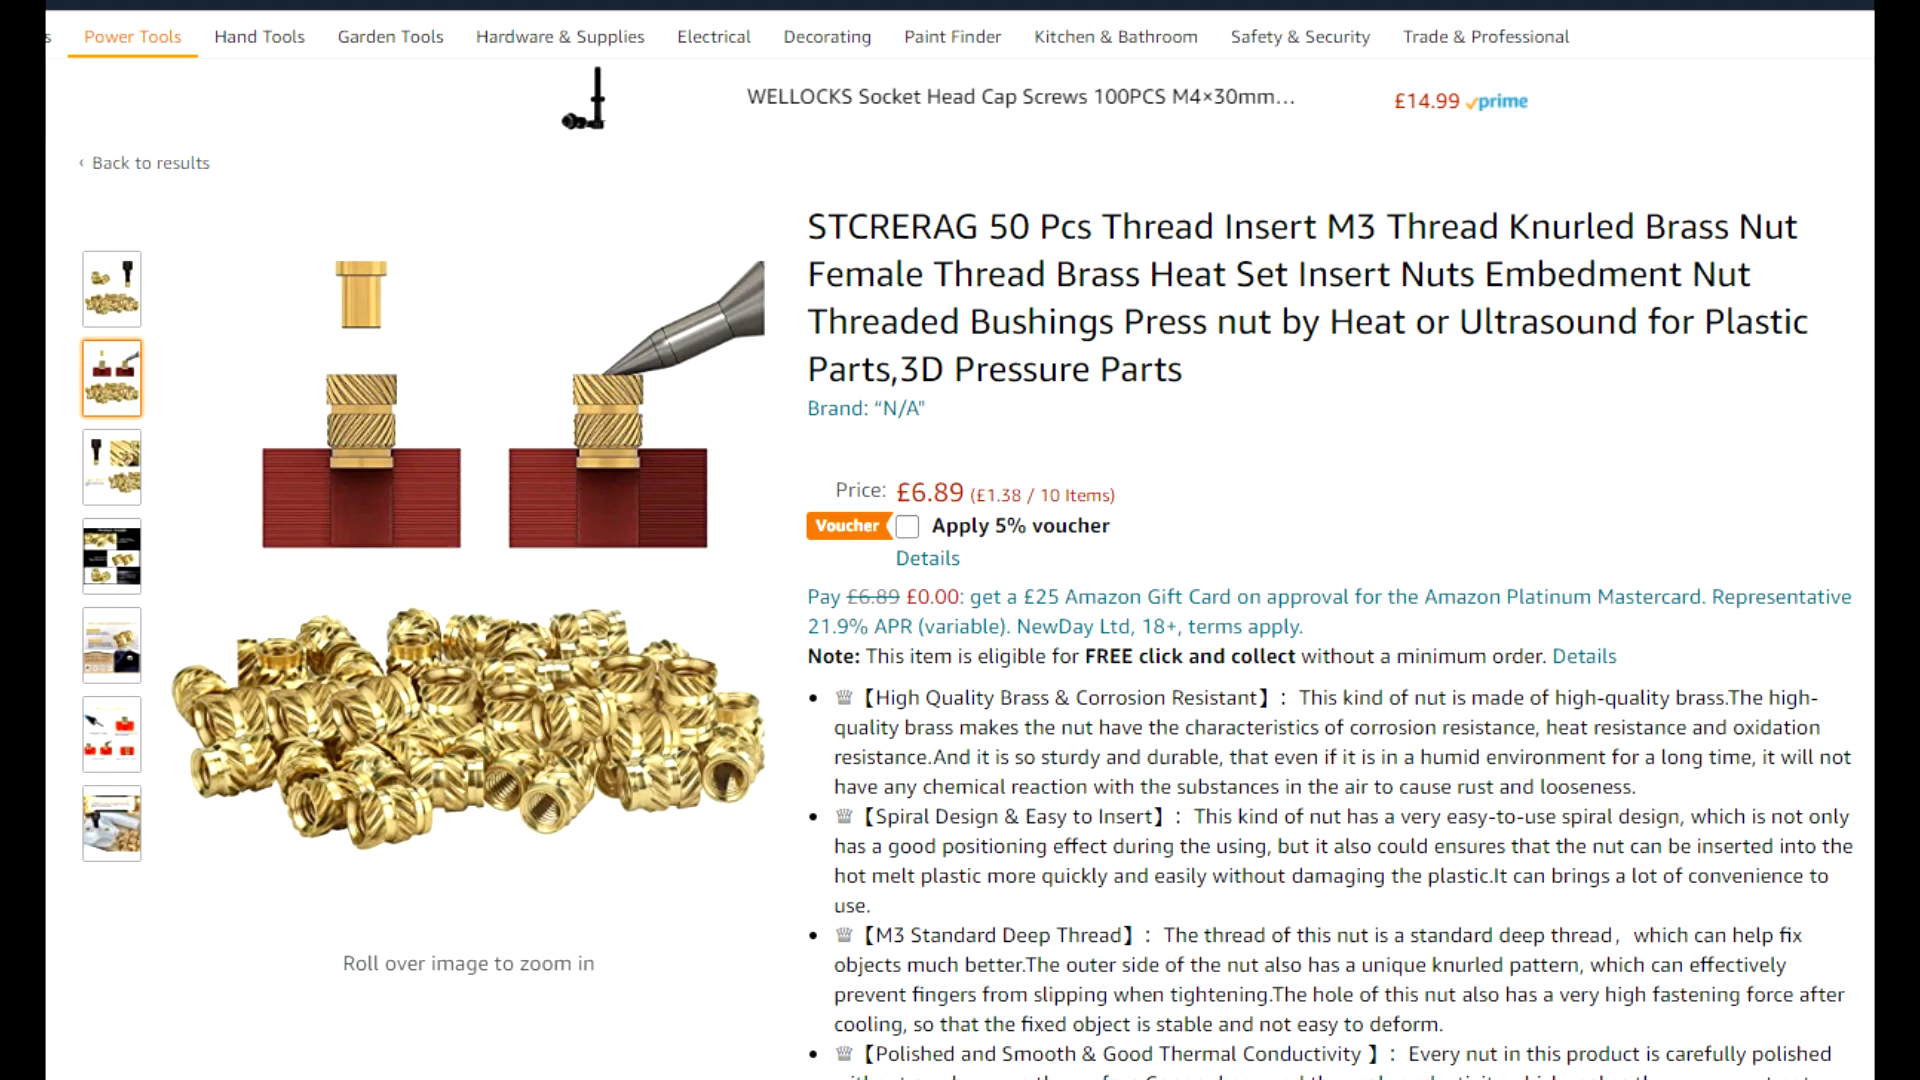 s Power Tools Hand Tools Garden Tools Hardware & Supplies Electrical Decorating Paint Finder Kitchen & Bathroom Safety & Security Trade & Professional
WELLOCKS Socket Head Cap Screws 100PCS M4×30mm... £14.99 prime
‹ Back to results
STCRERAG 50 Pcs Thread Insert M3 Thread Knurled Brass Nut
Female Thread Brass Heat Set Insert Nuts Embedment Nut
Threaded Bushings Press nut by Heat or Ultrasound for Plastic
Parts,3D Pressure Parts
Brand: “N/A”
Price: £6.89 (£1.38 / 10 Items)
Voucher Apply 5% voucher
Details
Pay £6.89 £0.00: get a £25 Amazon Gift Card on approval for the Amazon Platinum Mastercard. Representative
21.9% APR (variable). NewDay Ltd, 18+, terms apply.
Note: This item is eligible for FREE click and collect without a minimum order. Details
• ♕【High Quality Brass & Corrosion Resistant】：This kind of nut is made of high-quality brass.The high-
quality brass makes the nut have the characteristics of corrosion resistance, heat resistance and oxidation
resistance.And it is so sturdy and durable, that even if it is in a humid environment for a long time, it will not
have any chemical reaction with the substances in the air to cause rust and looseness.
• ♕【Spiral Design & Easy to Insert】：This kind of nut has a very easy-to-use spiral design, which is not only
has a good positioning effect during the using, but it also could ensures that the nut can be inserted into the
hot melt plastic more quickly and easily without damaging the plastic.It can brings a lot of convenience to
use.
• ♕【M3 Standard Deep Thread】：The thread of this nut is a standard deep thread，which can help fix
objects much better.The outer side of the nut also has a unique knurled pattern, which can effectively
prevent fingers from slipping when tightening.The hole of this nut also has a very high fastening force after
cooling, so that the fixed object is stable and not easy to deform.
• ♕【Polished and Smooth & Good Thermal Conductivity 】：Every nut in this product is carefully polished
Roll over image to zoom in